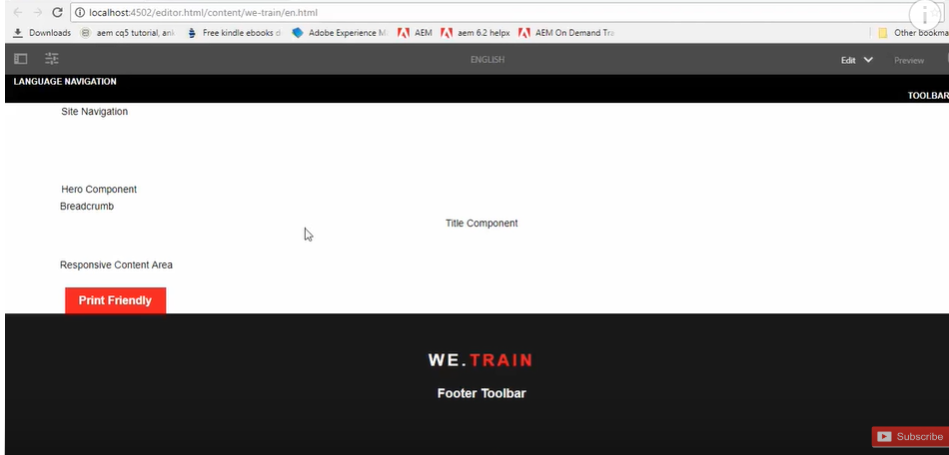 localhost:4502/editor.html/content/we-train/en.html
Downloads aem cq5 tutorial, ani Free kindle ebooks d Adobe Experience M AEM aem 6.2 helpx AEM On Demand Tra Other bookma
ENGLISH Edit Preview
LANGUAGE NAVIGATION
TOOLBAR
Site Navigation
Hero Component
Breadcrumb
Title Component
Responsive Content Area
Print Friendly
WE.TRAIN
Footer Toolbar
Subscribe